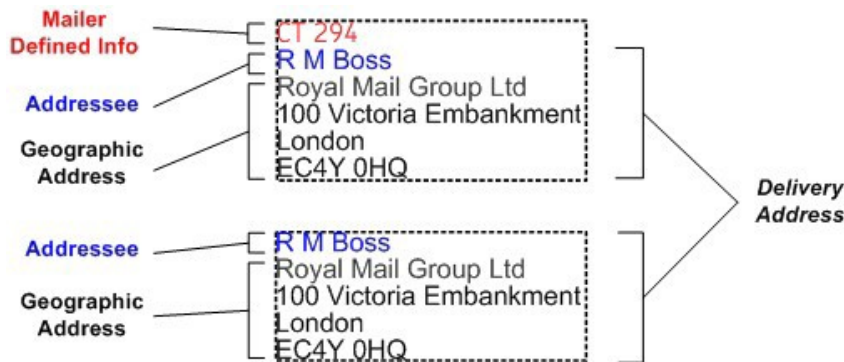 Mailer
Defined Info
CT 294
R M Boss
Addressee
Royal Mail Group Ltd
100 Victoria Embankment
London
EC4Y 0HQ
Geographic
Address
Delivery
Address
Addressee
R M Boss
Royal Mail Group Ltd
100 Victoria Embankment
London
EC4Y 0HQ
Geographic
Address